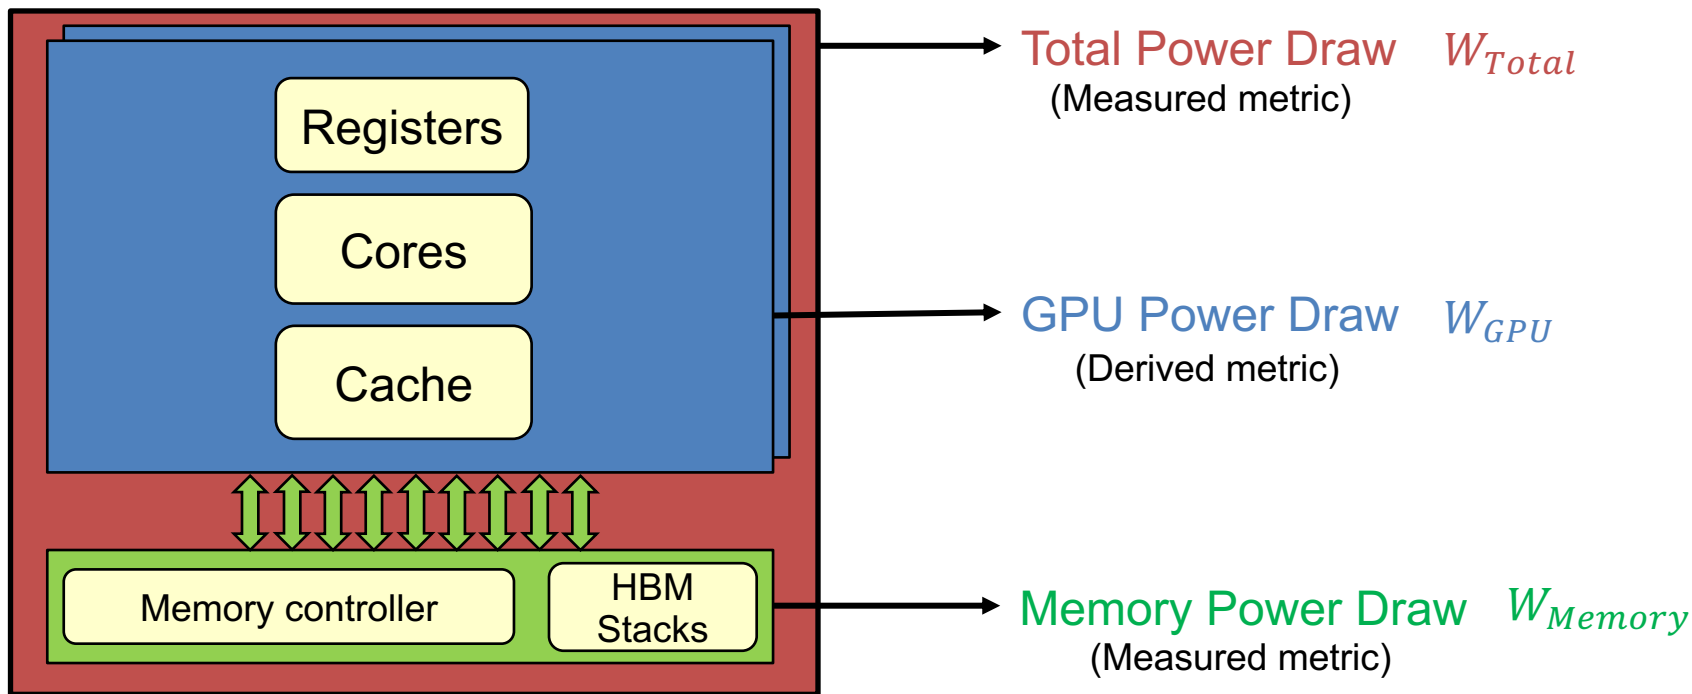 Registers
Cores
Cache
Memory controller
HBM
Stacks
Total Power Draw W_Total
(Measured metric)
GPU Power Draw W_GPU
(Derived metric)
Memory Power Draw W_Memory
(Measured metric)